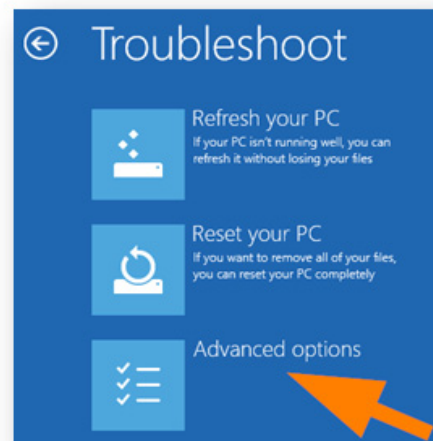 Troubleshoot
Refresh your PC
If your PC isn't running well, you can
refresh it without losing your files
Reset your PC
If you want to remove all of your files,
you can reset your PC completely
Advanced options